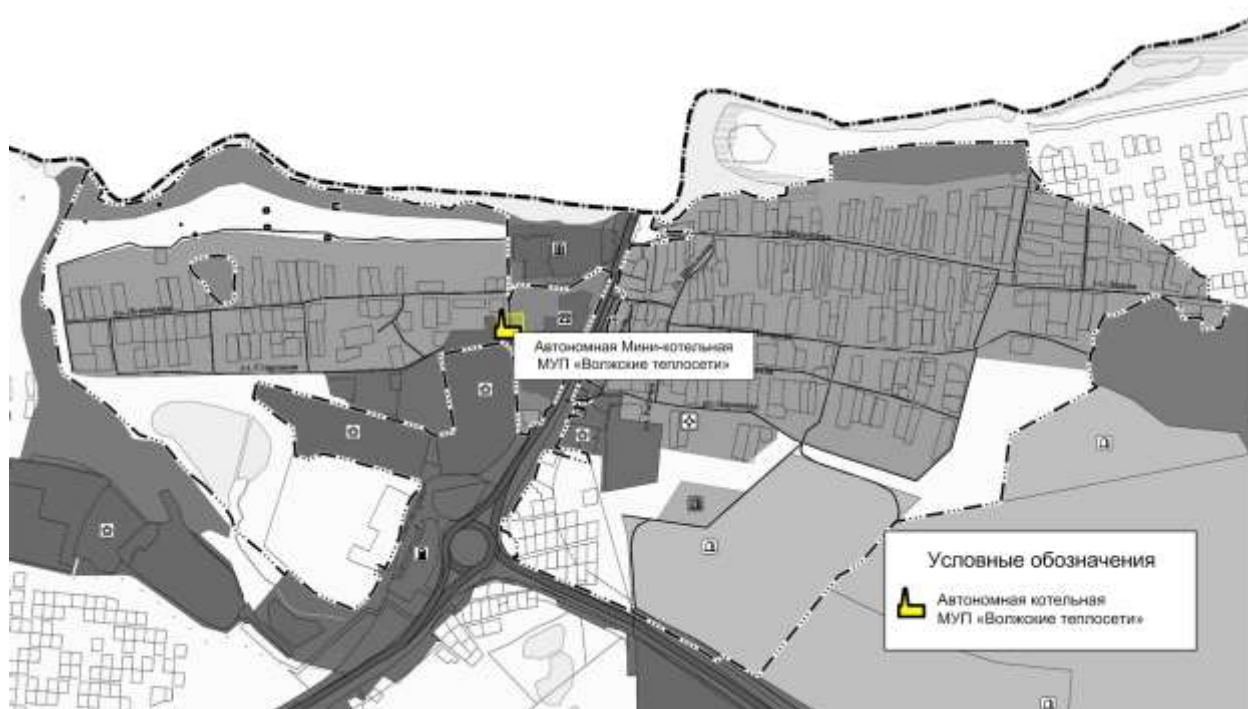 Автономная Мини-котельная
МУП «Волжские теплосети»
Условные обозначения
Автономная котельная
МУП «Волжские теплосети»